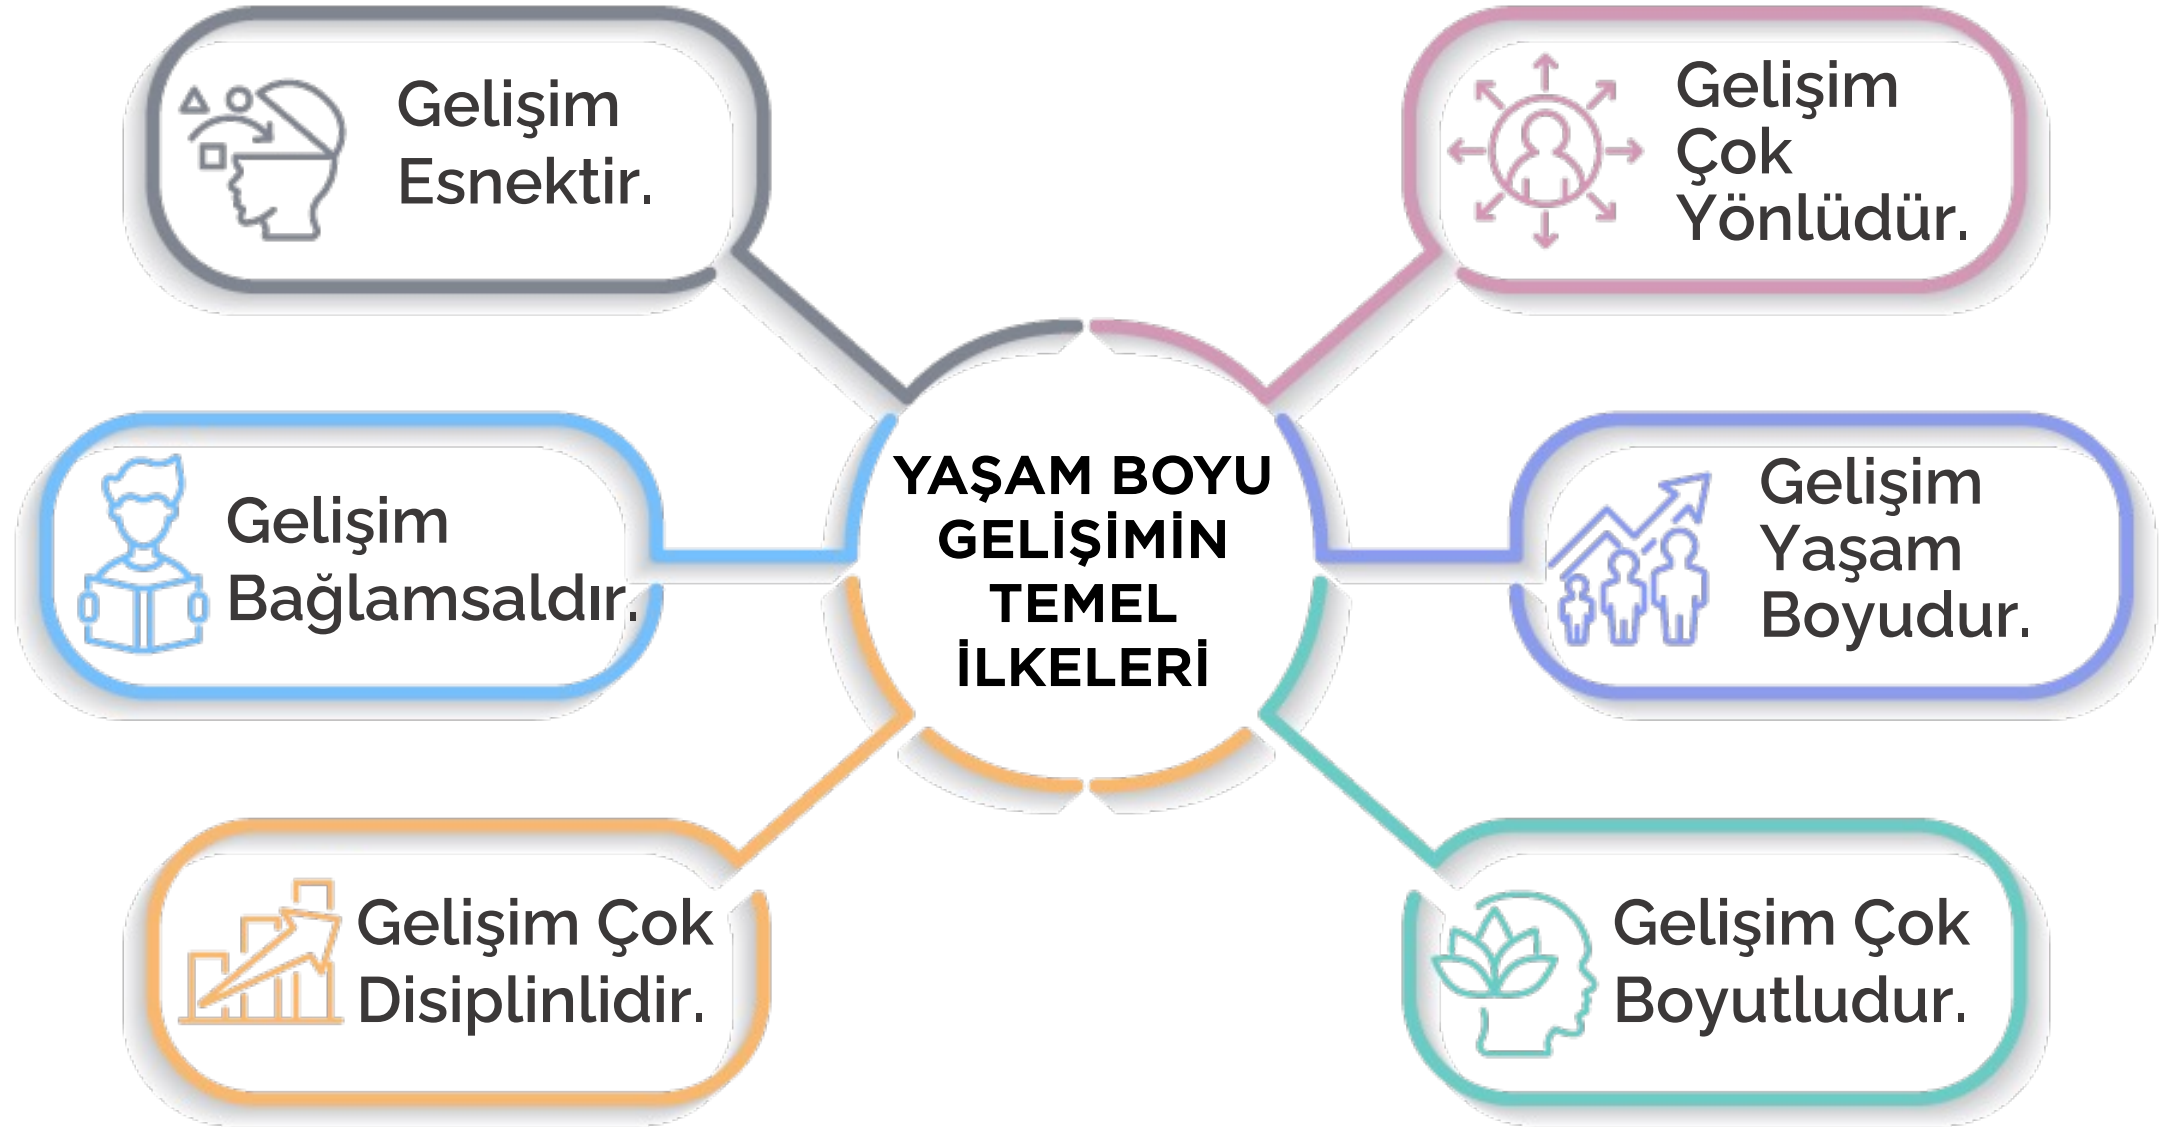 Gelişim
Esnektir.
Gelişim
Çok
Yönlüdür.
Gelişim
Bağlamsaldır.
YAŞAM BOYU
GELİŞİMİN
TEMEL
İLKELERİ
Gelişim
Yaşam
Boyudur.
Gelişim Çok
Disiplinlidir.
Gelişim Çok
Boyutludur.